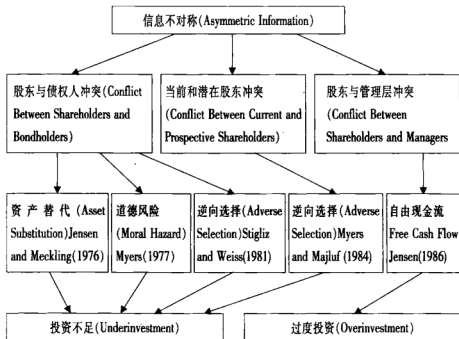 信息不对称(Asymmetric Information)
股东与债权人冲突(Conflict
Between Shareholders and
Bondholders)
当前和潜在股东冲突
(Conflict Between Current and
Prospective Shareholders)
股东与管理层冲突
(Conflict Between
Shareholders and Managers
资产替代(Asset
Substitution)Jensen
and Meckling(1976)
道德风险
(Moral Hazard)
Myers(1977)
逆向选择(Adverse
Selection)Stigliz
and Weiss(1981)
逆向选择(Adverse
Selection)Myers
and Majluf(1984)
自由现金流
Free Cash Flow
Jensen(1986)
投资不足(Underinvestment)
过度投资(Overinvestment)